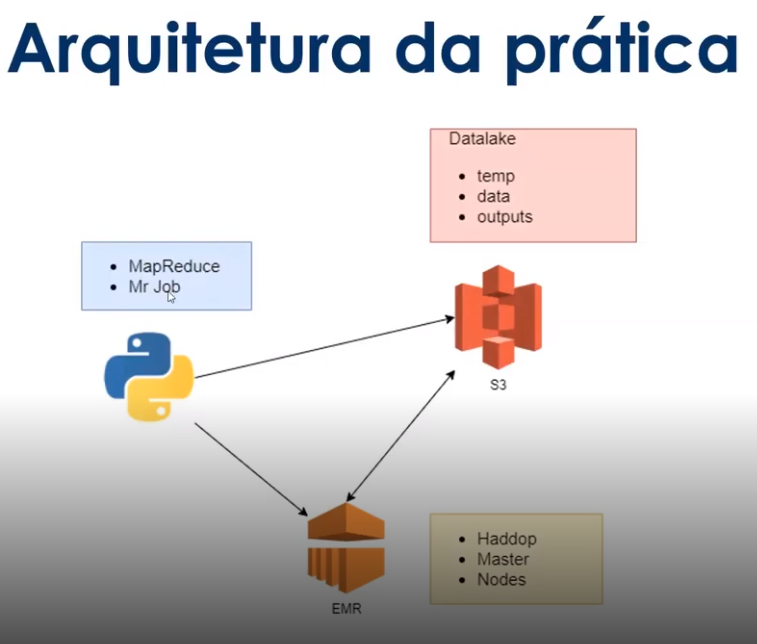 Arquitetura da prática
Datalake
temp
data
outputs
MapReduce
Mr Job
S3
Haddop
Master
Nodes
EMR